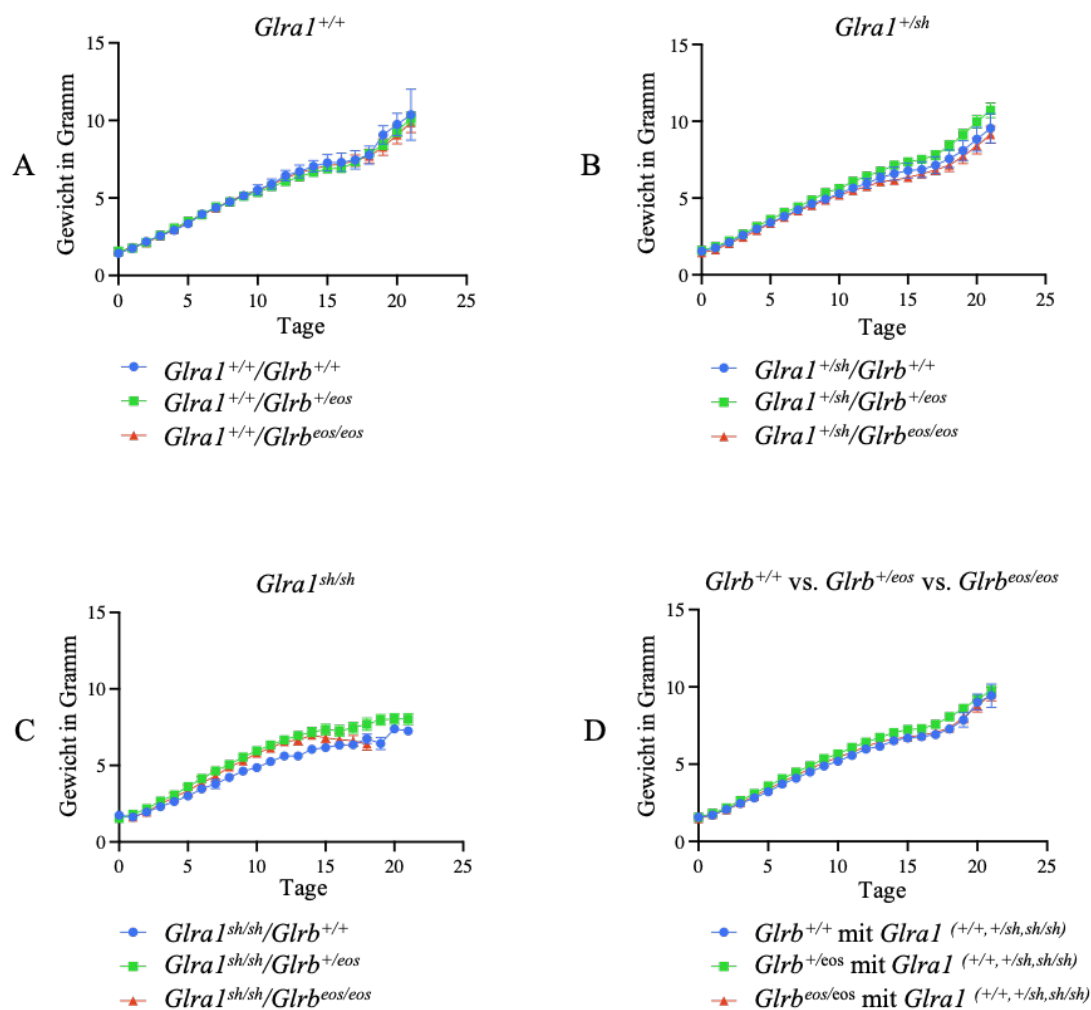 A
Glra1+/+
Gewicht in Gramm
15
10
5
0
0 5 10 15 20 25
Tage
Glra1+/+/Glrb+/+
Glra1+/+/Glrb+/eos
Glra1+/+/Glrbeos/eos
B
Glra1+/sh
Gewicht in Gramm
15
10
5
0
0 5 10 15 20 25
Tage
Glra1+/sh/Glrb+/+
Glra1+/sh/Glrb+/eos
Glra1+/sh/Glrbeos/eos
C
Glra1sh/sh
Gewicht in Gramm
15
10
5
0
0 5 10 15 20 25
Tage
Glra1sh/sh/Glrb+/+
Glra1sh/sh/Glrb+/eos
Glra1sh/sh/Glrbeos/eos
D
Glrb+/+ vs. Glrb+/eos vs. Glrbeos/eos
Gewicht in Gramm
15
10
5
0
0 5 10 15 20 25
Tage
Glrb+/+ mit Glra1 (+/+, +/sh,sh/sh)
Glrb+/eos mit Glra1 (+/+, +/sh,sh/sh)
Glrbeos/eos mit Glra1 (+/+, +/sh,sh/sh)